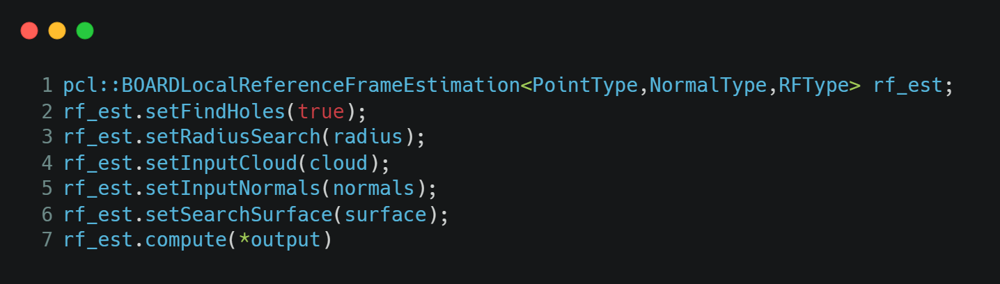 1 pcl::BOARDLocalReferenceFrameEstimation<PointType,NormalType,RFType> rf_est;
2 rf_est.setFindHoles(true);
3 rf_est.setRadiusSearch(radius);
4 rf_est.setInputCloud(cloud);
5 rf_est.setInputNormals(normals);
6 rf_est.setSearchSurface(surface);
7 rf_est.compute(*output)